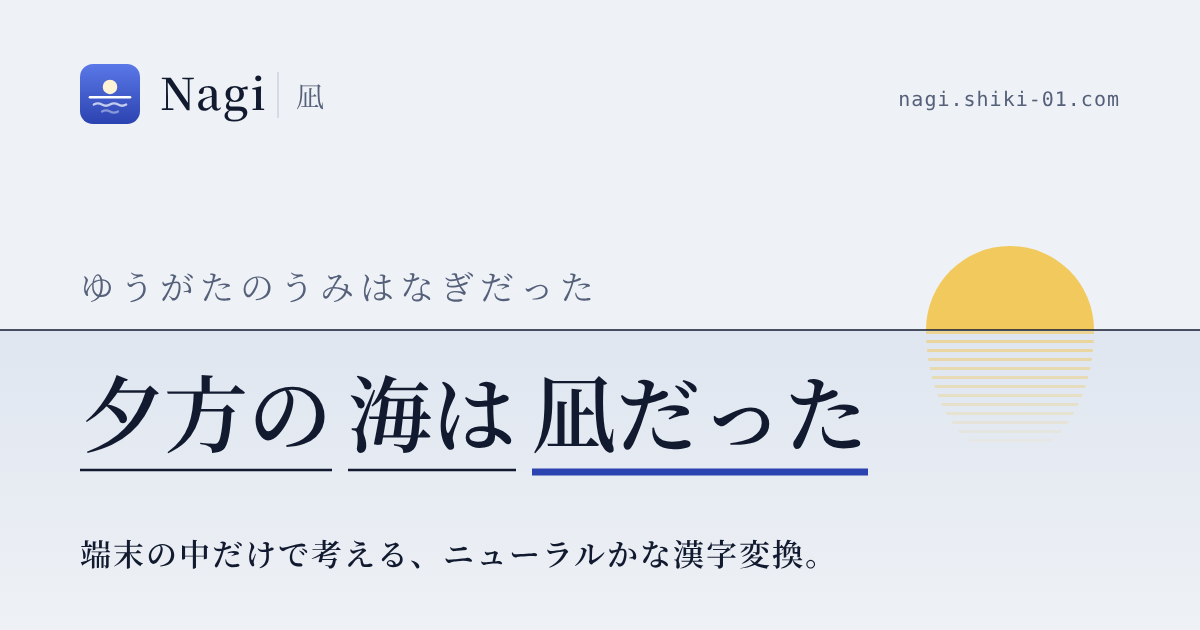 Nagi 凪
nagi.shiki-01.com
ゆうがたのうみはなぎだった
夕方の 海は 凪だった
端末の中だけで考える、ニューラルかな漢字変換。